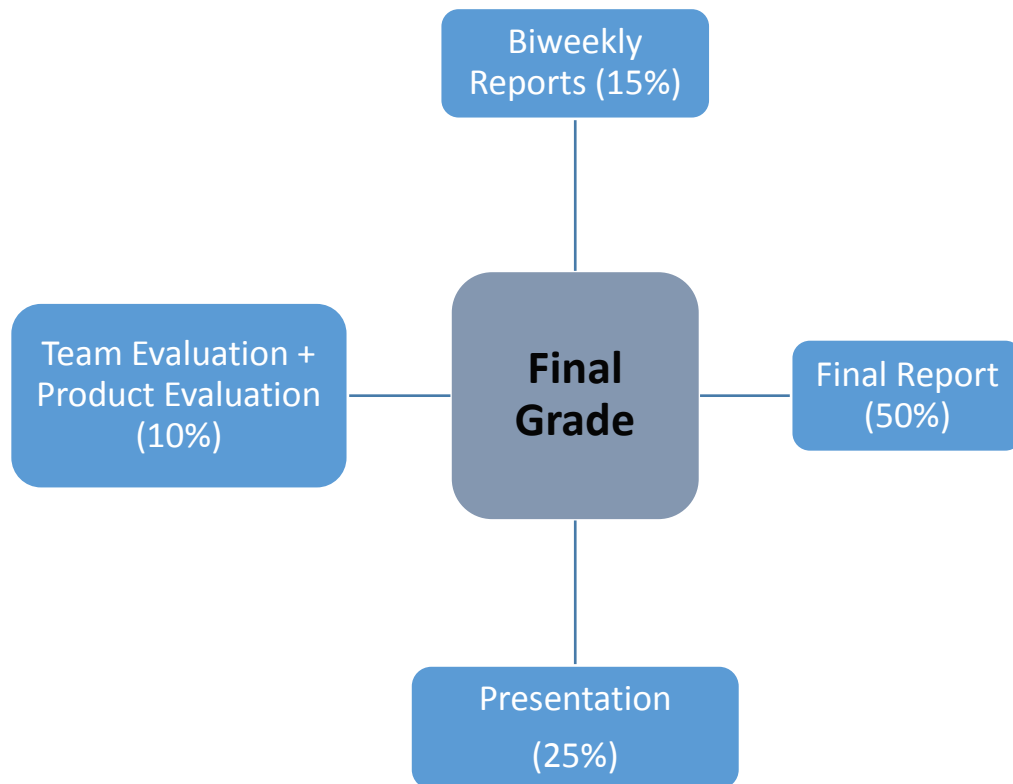 Biweekly
Reports (15%)
Team Evaluation +
Product Evaluation
(10%)
Final
Grade
Final Report
(50%)
Presentation
(25%)